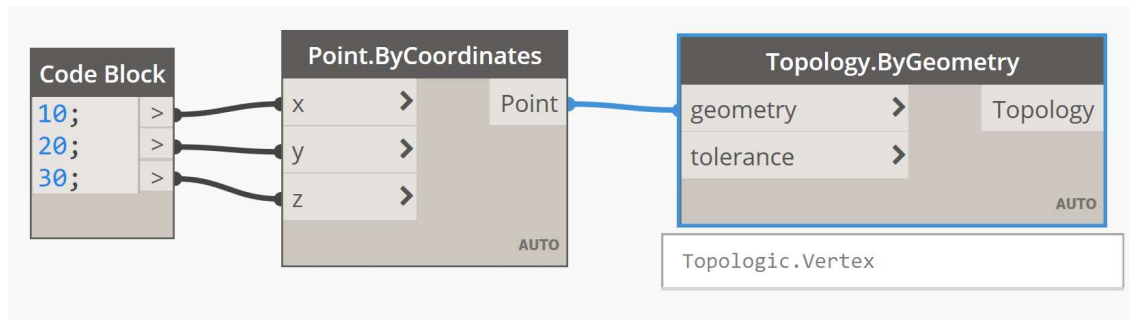 Code Block
10; >
20; >
30; >
Point.ByCoordinates
x > Point
y >
z >
AUTO
Topology.ByGeometry
geometry > Topology
tolerance >
AUTO
Topologic.Vertex